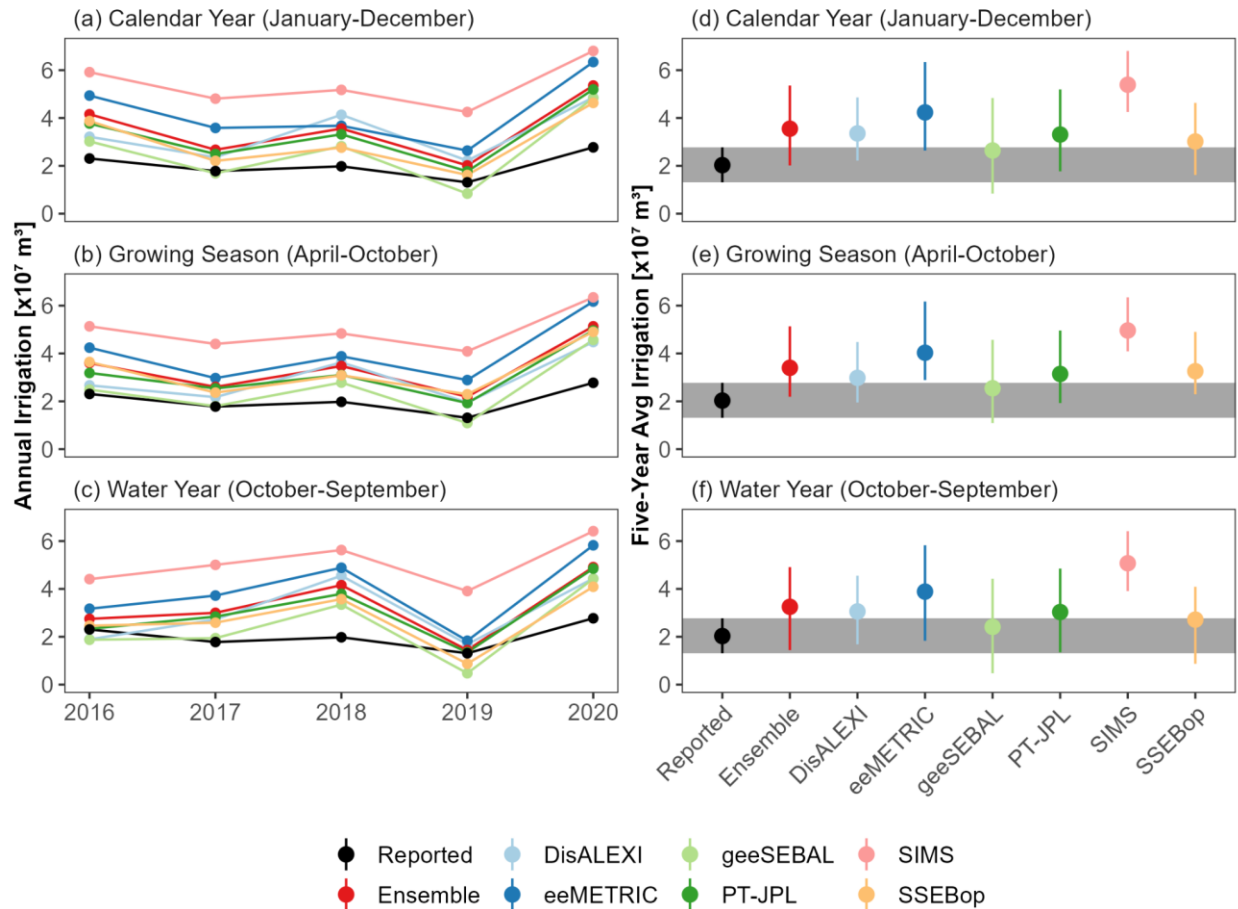 (a) Calendar Year (January-December)
6
4
2
0
(b) Growing Season (April-October)
6
4
2
0
(c) Water Year (October-September)
6
4
2
0
2016 2017 2018 2019 2020
Annual Irrigation [x10⁷ m³]
(d) Calendar Year (January-December)
6
4
2
0
(e) Growing Season (April-October)
6
4
2
0
(f) Water Year (October-September)
6
4
2
0
Reported
Ensemble
DisALEXI
eeMETRIC
geeSEBAL
PT-JPL
SIMS
SSEBop
Five-Year Avg Irrigation [x10⁷ m³]
Reported DisALEXI geeSEBAL SIMS
Ensemble eeMETRIC PT-JPL SSEBop